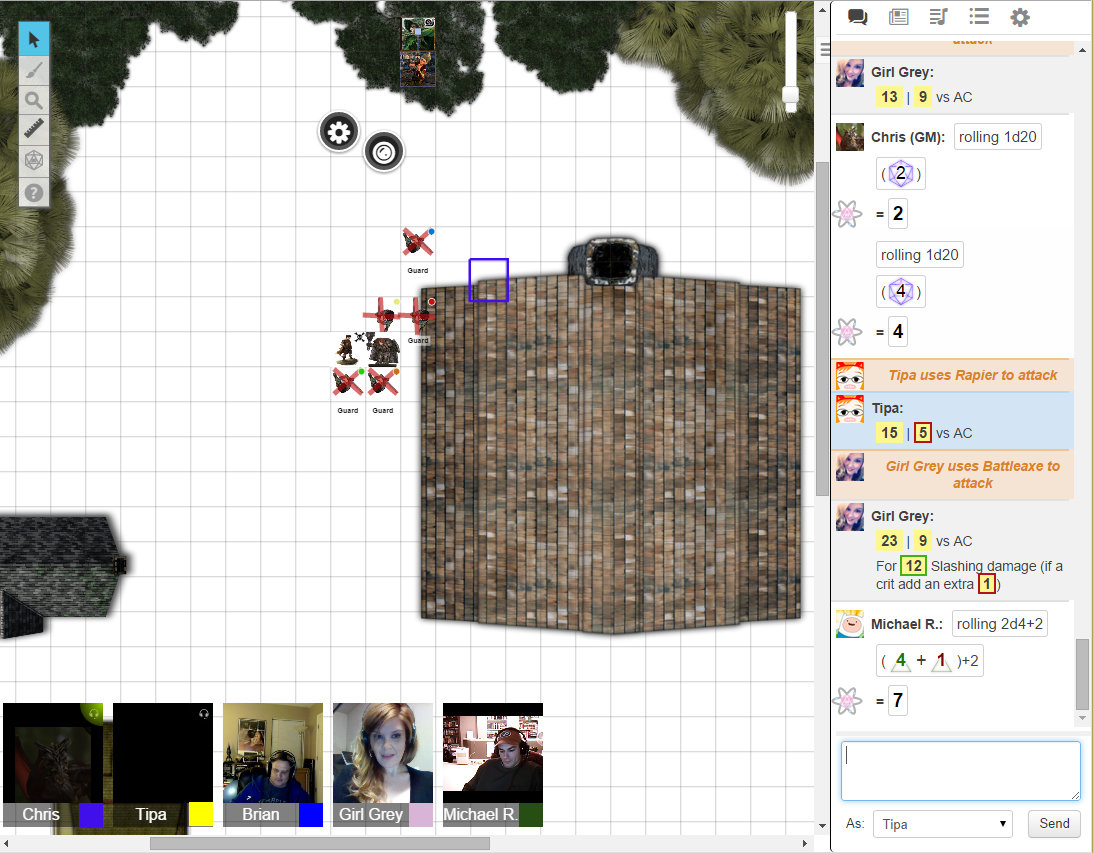 attack
Girl Grey:
13 | 9 vs AC
Chris (GM): rolling 1d20
(2)
= 2
rolling 1d20
(4)
= 4
Tipa uses Rapier to attack
Tipa:
15 | 5 vs AC
Girl Grey uses Battleaxe to
attack
Girl Grey:
23 | 9 vs AC
For 12 Slashing damage (if a
crit add an extra 1)
Michael R.: rolling 2d4+2
(4 + 1)+2
= 7
As: Tipa Send
Guard
Guard
Guard Guard
Chris Tipa Brian Girl Grey Michael R.
?